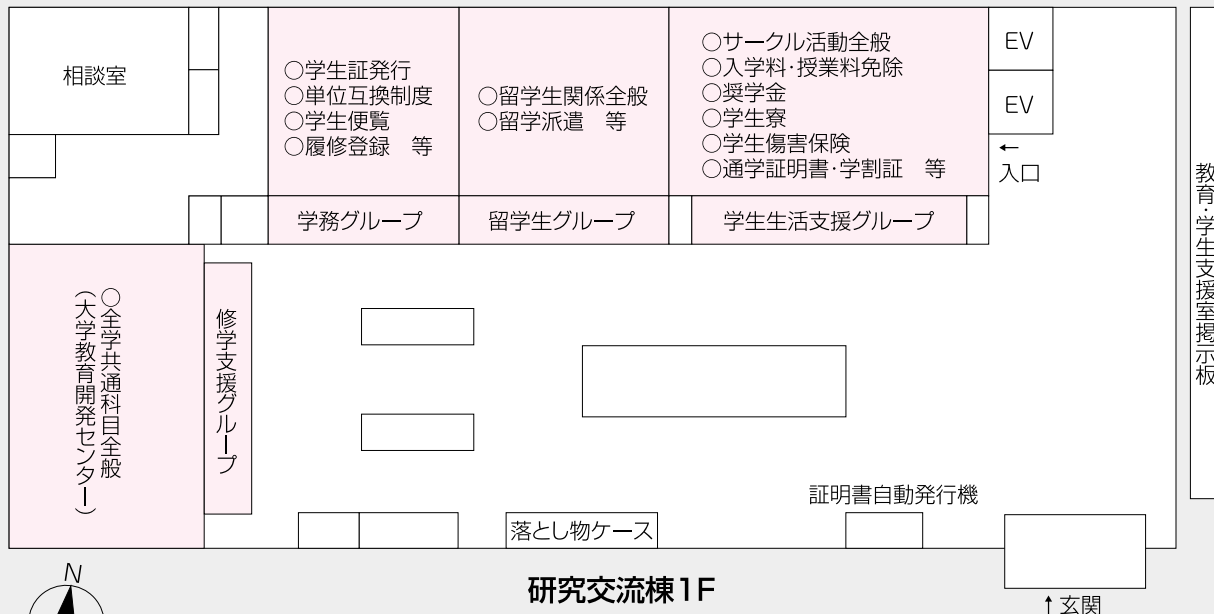 相談室
○学生証発行
○単位互換制度
○学生便覧
○履修登録　等
○留学生関係全般
○留学派遣　等
○サークル活動全般
○入学料・授業料免除
○奨学金
○学生寮
○学生傷害保険
○通学証明書・学割証　等
EV
EV
←
入口
学務グループ
留学生グループ
学生生活支援グループ
教育・学生支援室掲示板
○全学共通科目全般
（大学教育開発センター）
修学支援グループ
証明書自動発行機
落とし物ケース
研究交流棟1F
↑玄関
N